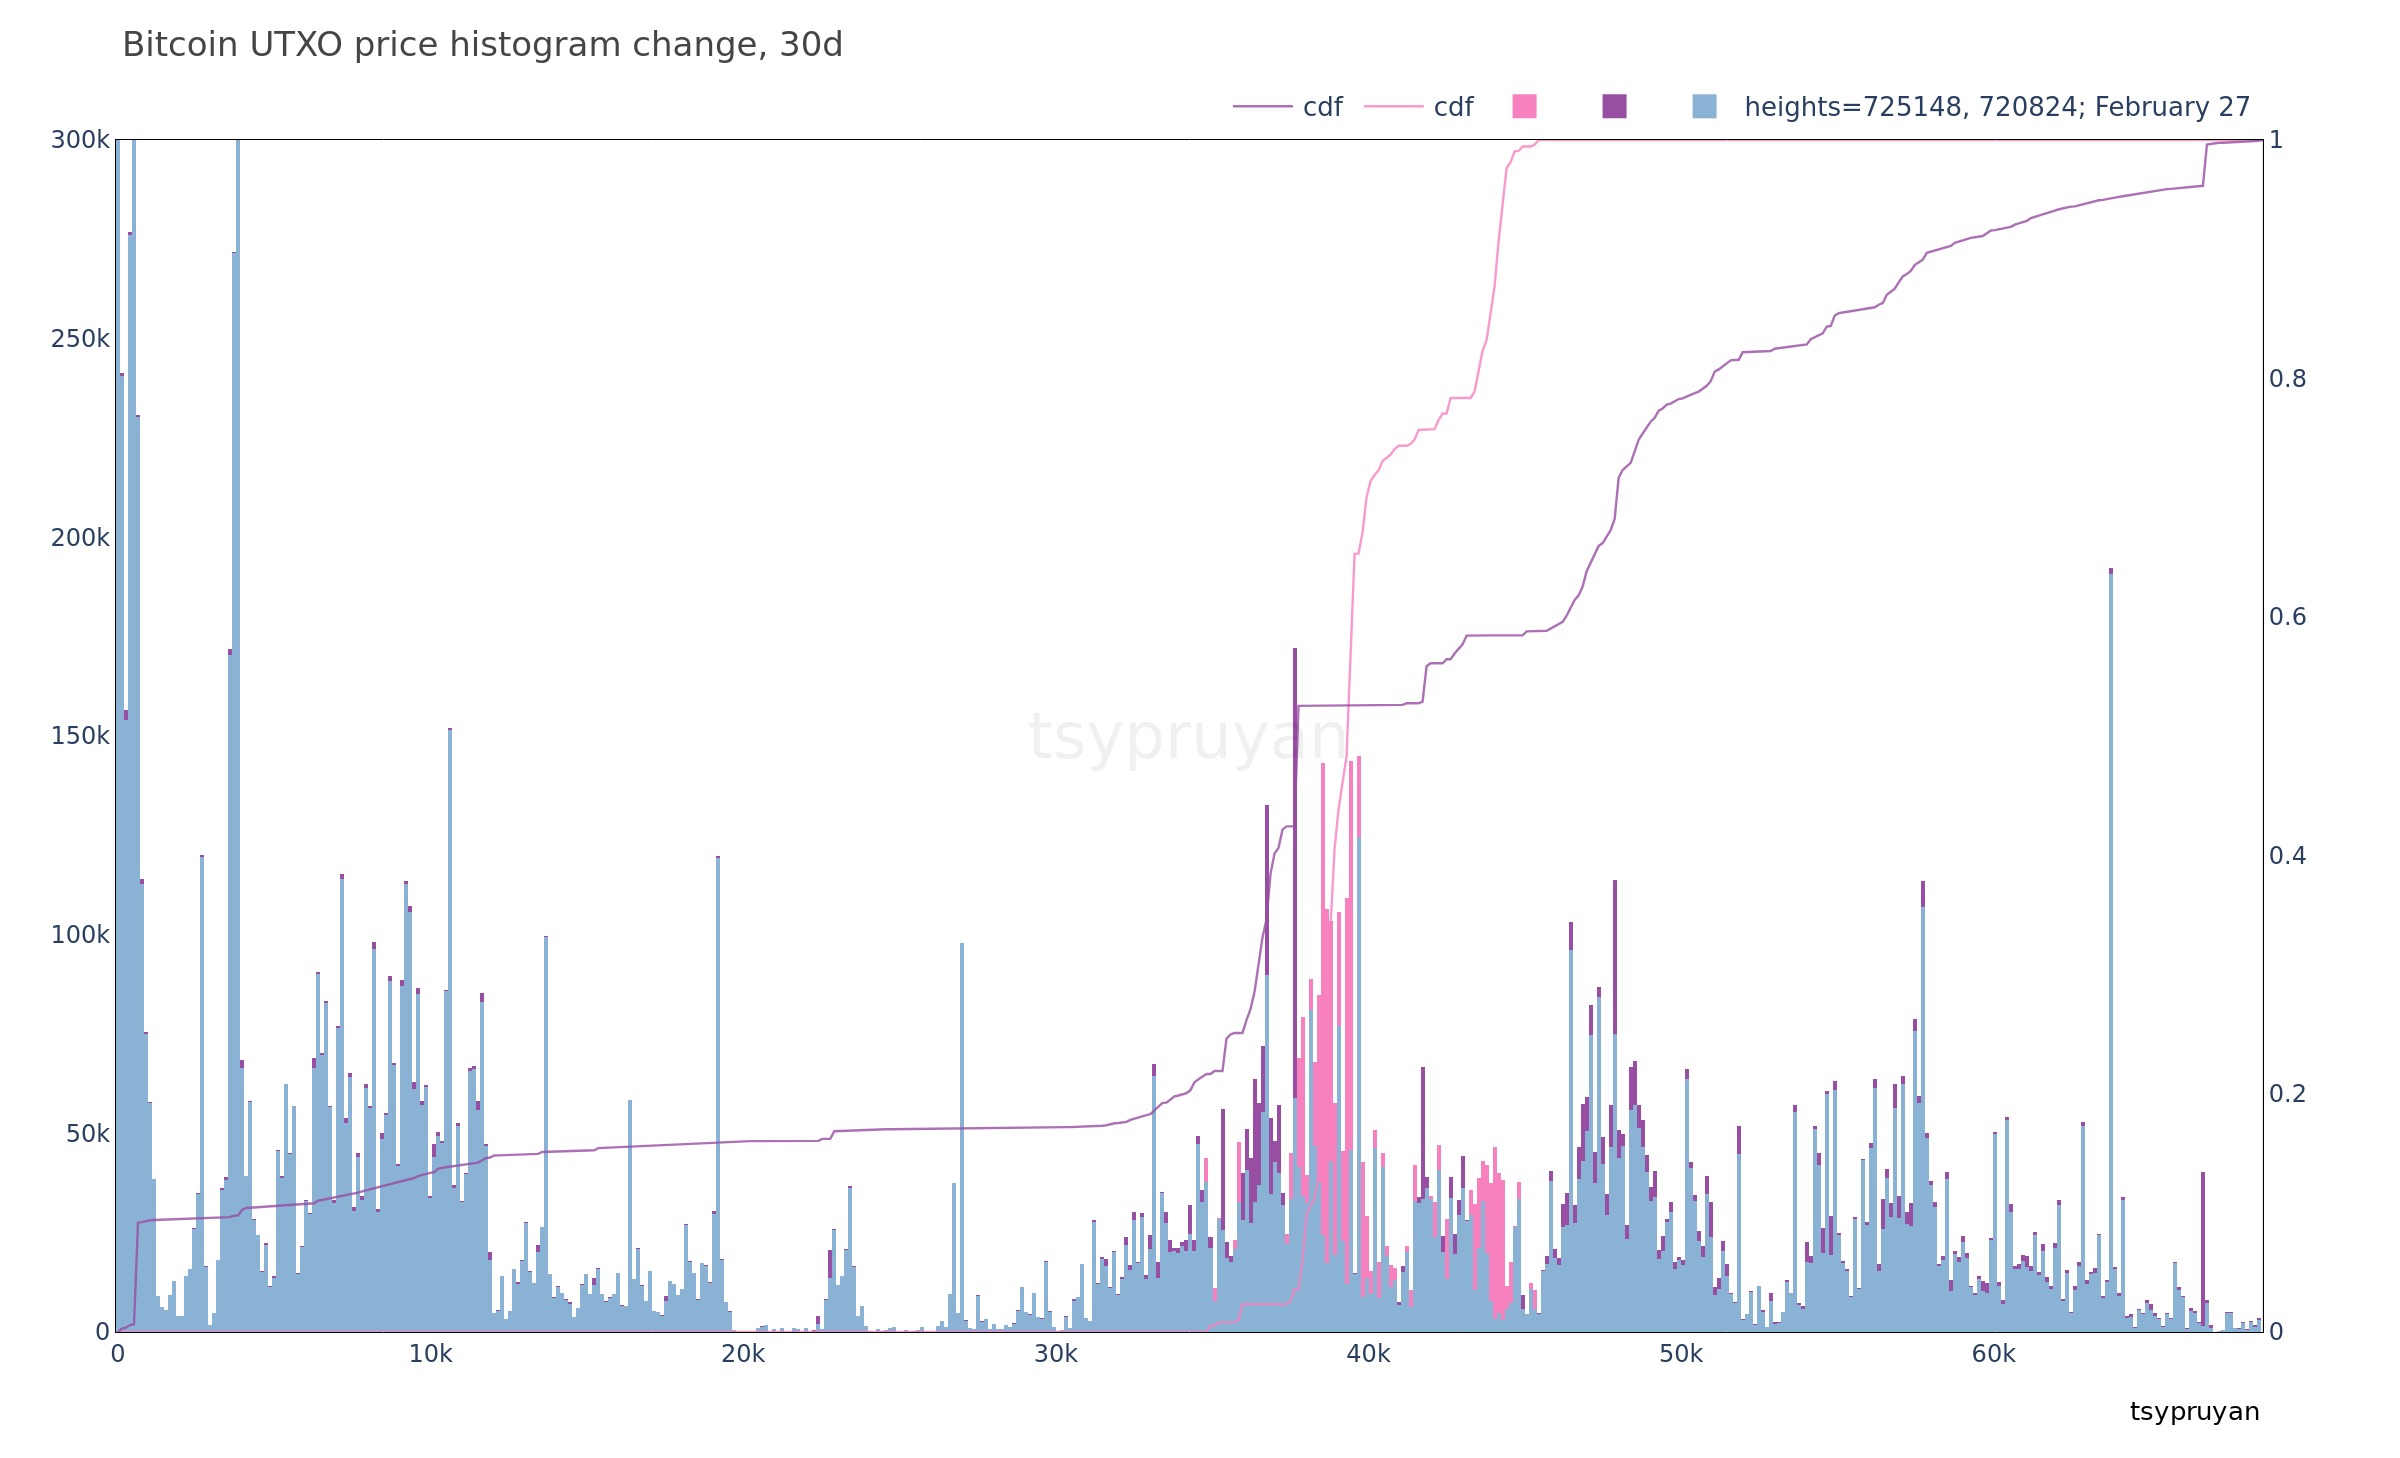 Bitcoin UTXO price histogram change, 30d
cdf cdf heights=725148, 720824; February 27
300k 1
250k
0.8
200k
0.6
150k
tsypruyan
0.4
100k
0.2
50k
0 0
0 10k 20k 30k 40k 50k 60k
tsypruyan